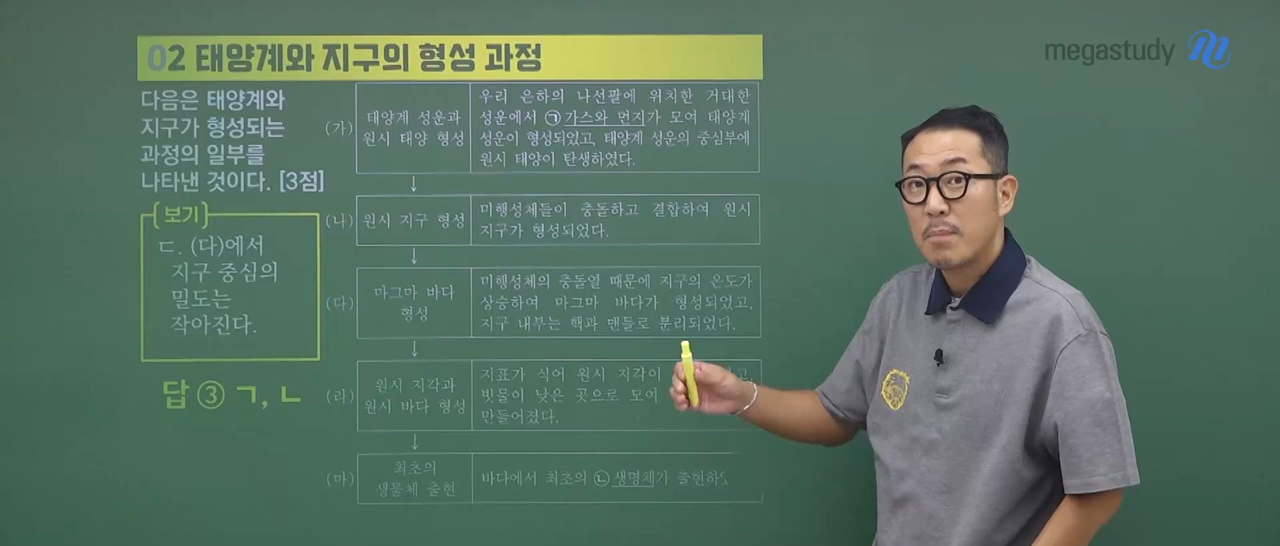 megastudy
02 태양계와 지구의 형성 과정
다음은 태양계와
지구가 형성되는
과정의 일부를
나타낸 것이다. [3점]
보기
ㄷ. (다)에서
지구 중심의
밀도는
작아진다.
답 ③ ㄱ, ㄴ
(가)
태양계 성운과
원시 태양 형성
우리 은하의 나선팔에 위치한 거대한
성운에서 ㉠ 가스와 먼지가 모여 태양계
성운이 형성되었고, 태양계 성운의 중심부에
원시 태양이 탄생하였다.
↓
(나)
원시 지구 형성
미행성체들이 충돌하고 결합하여 원시
지구가 형성되었다.
↓
(다)
마그마 바다
형성
미행성체의 충돌열 때문에 지구의 온도가
상승하여 마그마 바다가 형성되었고,
지구 내부는 핵과 맨틀로 분리되었다.
↓
(라)
원시 지각과
원시 바다 형성
지표가 식어 원시 지각이
빗물이 낮은 곳으로 모여
만들어졌다.
↓
(마)
최초의
생물체 출현
바다에서 최초의 ㉡ 생명체가